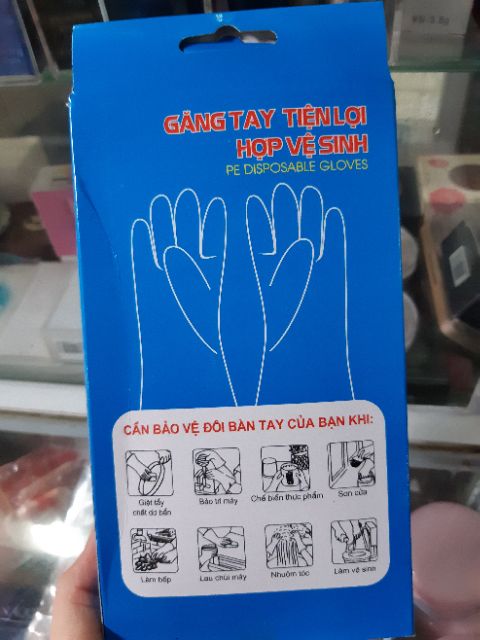 GĂNG TAY TIỆN LỢI
HỢP VỆ SINH
PE DISPOSABLE GLOVES
CẦN BẢO VỆ ĐÔI BÀN TAY CỦA BẠN KHI:
Giặt tẩy
chất dơ bẩn
Bảo trì máy
Chế biến thực phẩm
Sơn cửa
Làm bếp
Lau chùi máy
Nhuộm tóc
Làm vệ sinh